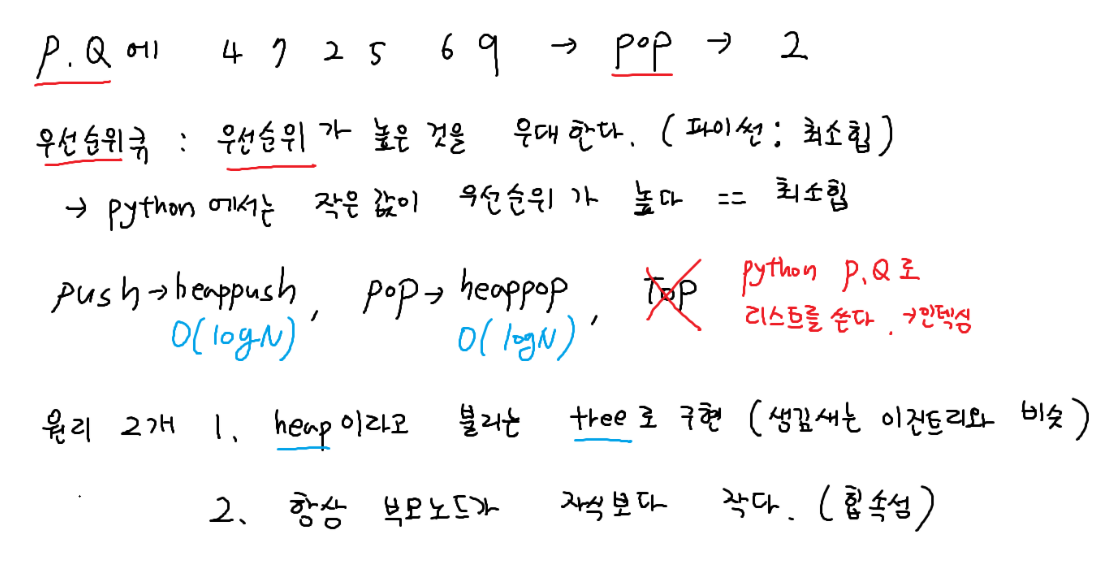 P.Q에 4 7 2 5 6 9 → pop → 2
우선순위큐 : 우선순위가 높은 것을 우대한다. (파이썬 : 최소힙)
→ python에서는 작은 값이 우선순위가 높다 == 최소힙
push→heappush, pop→heappop, Top python P.Q로
O(logN) O(logN) 리스트를 쓴다. →인덱싱
원리 2개 1. heap이라고 불리는 tree로 구현 (생김새는 이진트리와 비슷)
2. 항상 부모노드가 자식보다 작다. (힙속성)